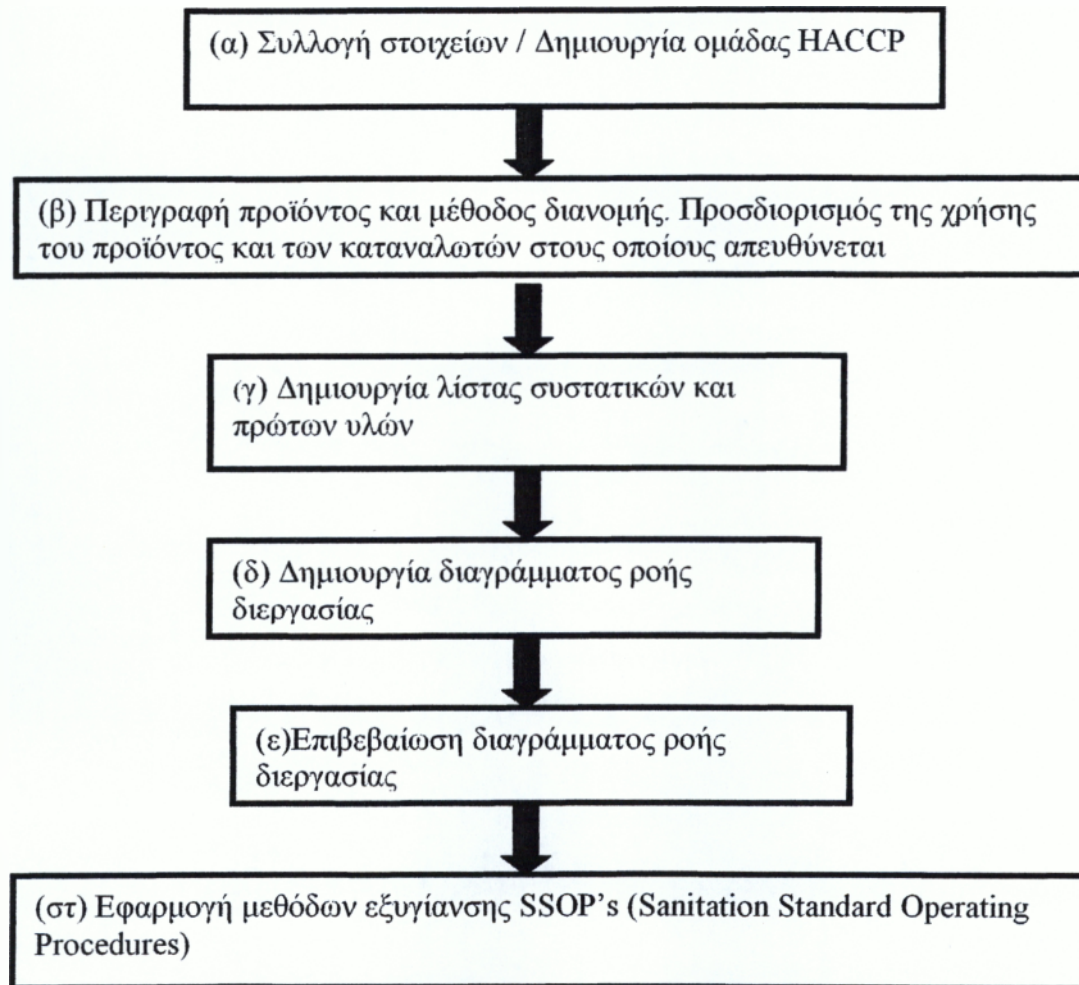 (α) Συλλογή στοιχείων / Δημιουργία ομάδας HACCP
(β) Περιγραφή προϊόντος και μέθοδος διανομής. Προσδιορισμός της χρήσης
του προϊόντος και των καταναλωτών στους οποίους απευθύνεται
(γ) Δημιουργία λίστας συστατικών και
πρώτων υλών
(δ) Δημιουργία διαγράμματος ροής
διεργασίας
(ε)Επιβεβαίωση διαγράμματος ροής
διεργασίας
(στ) Εφαρμογή μεθόδων εξυγίανσης SSOP's (Sanitation Standard Operating
Procedures)